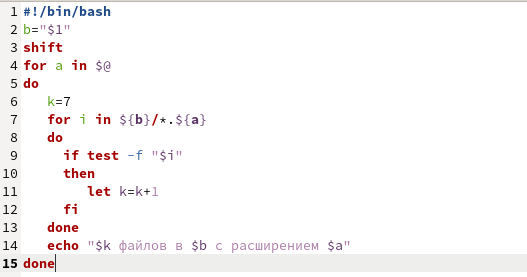 1 #!/bin/bash
2 b="$1"
3 shift
4 for a in $@
5 do
6 k=7
7 for i in ${b}/*.${a}
8 do
9 if test -f "$i"
10 then
11 let k=k+1
12 fi
13 done
14 echo "$k файлов в $b с расширением $a"
15 done